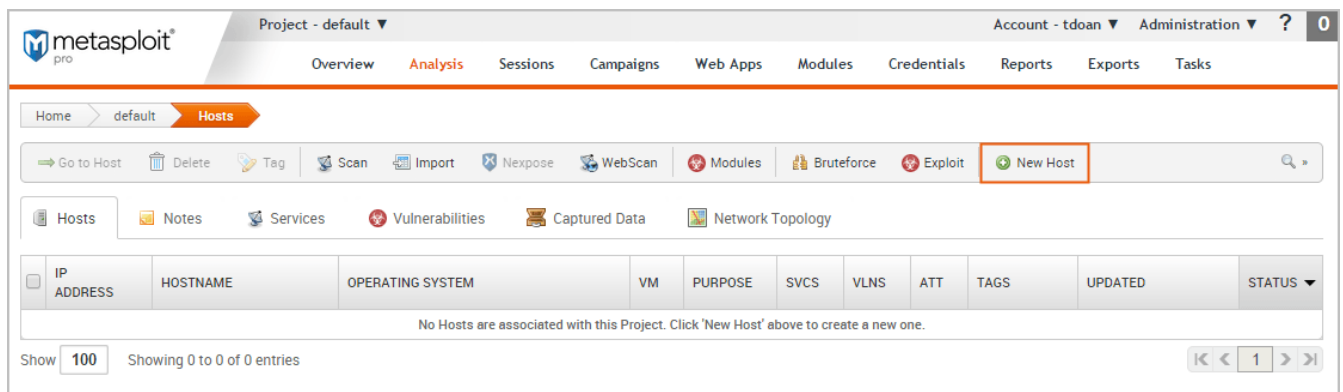 Project - default ▼
Account - tdoan ▼ Administration ▼ ? 0
metasploit®
pro
Overview Analysis Sessions Campaigns Web Apps Modules Credentials Reports Exports Tasks
Home default Hosts
Go to Host Delete Tag Scan Import Nexpose WebScan Modules Bruteforce Exploit New Host »
Hosts Notes Services Vulnerabilities Captured Data Network Topology
IP ADDRESS HOSTNAME OPERATING SYSTEM VM PURPOSE SVCS VLNS ATT TAGS UPDATED STATUS ▼
No Hosts are associated with this Project. Click 'New Host' above to create a new one.
Show 100 Showing 0 to 0 of 0 entries 1